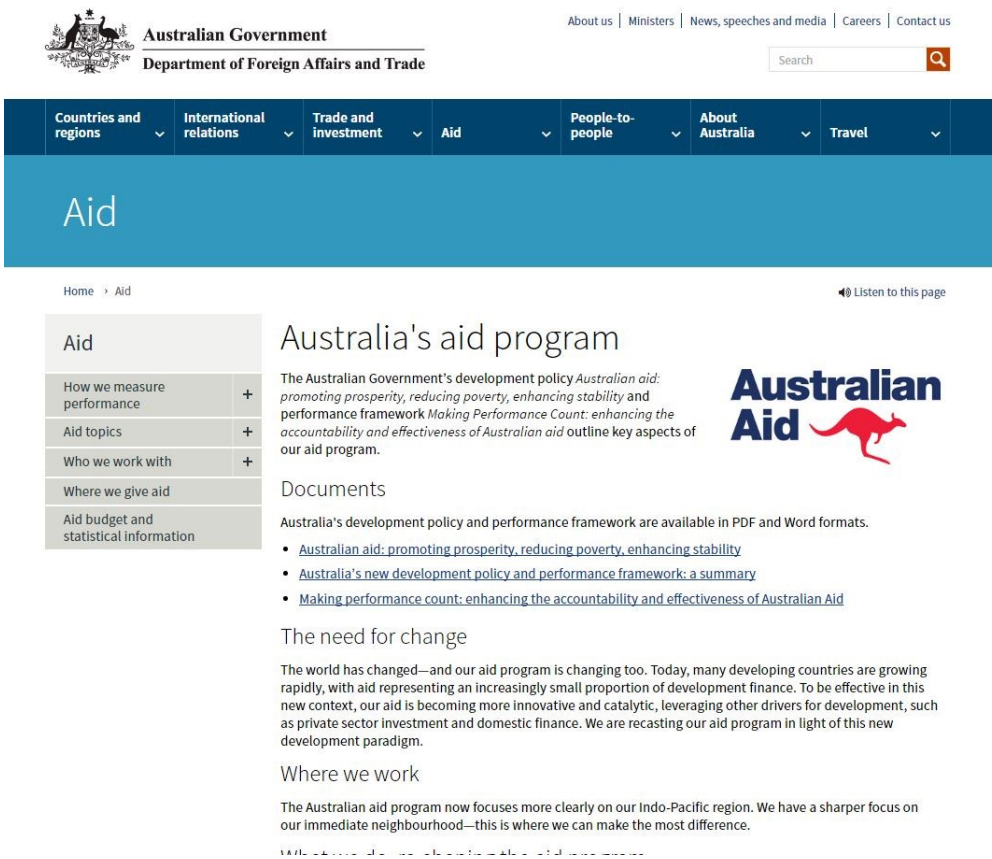 About us | Ministers | News, speeches and media | Careers | Contact us
Australian Government
Department of Foreign Affairs and Trade
Search
Countries and regions
International relations
Trade and investment
Aid
People-to-people
About Australia
Travel
Aid
Home › Aid
Listen to this page
Aid
How we measure
performance +
Aid topics +
Who we work with +
Where we give aid
Aid budget and
statistical information
Australia's aid program
The Australian Government's development policy Australian aid:
promoting prosperity, reducing poverty, enhancing stability and
performance framework Making Performance Count: enhancing the
accountability and effectiveness of Australian aid outline key aspects of
our aid program.
Australian
Aid
Documents
Australia's development policy and performance framework are available in PDF and Word formats.
• Australian aid: promoting prosperity, reducing poverty, enhancing stability
• Australia's new development policy and performance framework: a summary
• Making performance count: enhancing the accountability and effectiveness of Australian Aid
The need for change
The world has changed—and our aid program is changing too. Today, many developing countries are growing
rapidly, with aid representing an increasingly small proportion of development finance. To be effective in this
new context, our aid is becoming more innovative and catalytic, leveraging other drivers for development, such
as private sector investment and domestic finance. We are recasting our aid program in light of this new
development paradigm.
Where we work
The Australian aid program now focuses more clearly on our Indo-Pacific region. We have a sharper focus on
our immediate neighbourhood—this is where we can make the most difference.